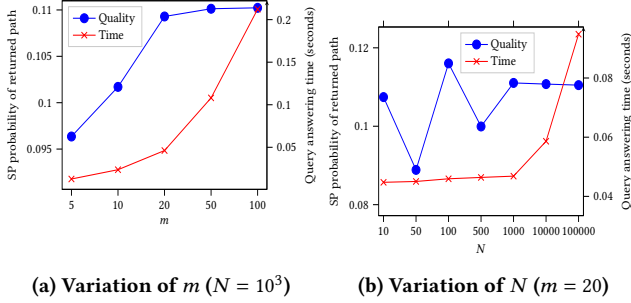 0.11
0.105
0.1
0.095
SP probability of returned path
Quality
Time
0.2
0.15
0.1
0.05
Query answering time (seconds)
5 10 20 50 100
m
0.12
0.1
0.08
SP probability of returned path
Quality
Time
0.08
0.06
0.04
Query answering time (seconds)
10 50 100 500 1000 10000 100000
N
(a) Variation of m (N = 10³)
(b) Variation of N (m = 20)